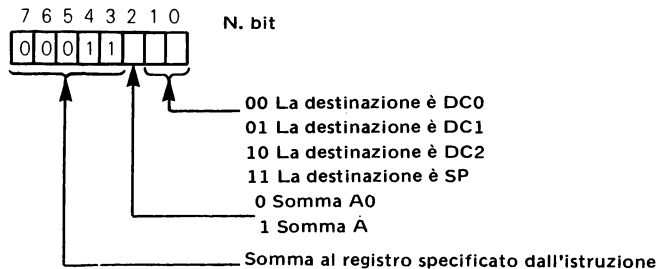 7 6 5 4 3 2 1 0 N. bit
0 0 0 1 1
00 La destinazione è DC0
01 La destinazione è DC1
10 La destinazione è DC2
11 La destinazione è SP
0 Somma A0
1 Somma A
Somma al registro specificato dall'istruzione